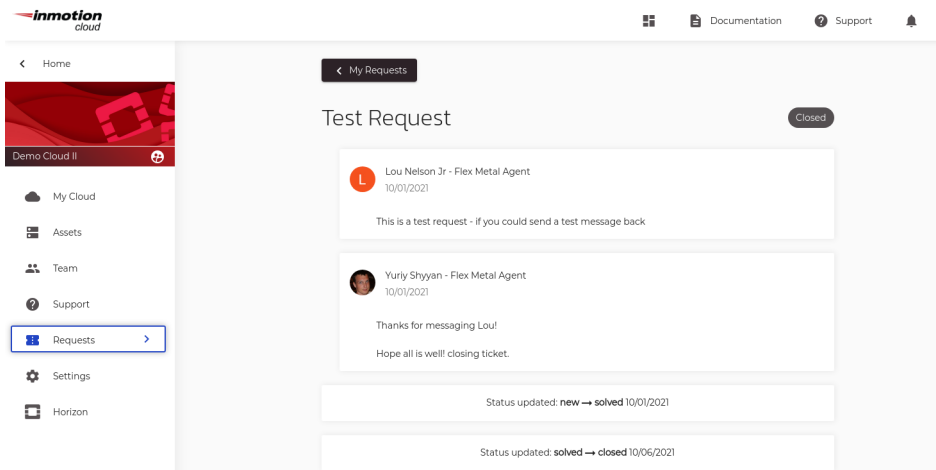 inmotion
cloud
Documentation
Support
Home
Demo Cloud II
My Cloud
Assets
Team
Support
Requests
Settings
Horizon
My Requests
Test Request
Closed
L
Lou Nelson Jr - Flex Metal Agent
10/01/2021
This is a test request - if you could send a test message back
Yuriy Shyyan - Flex Metal Agent
10/01/2021
Thanks for messaging Lou!
Hope all is well! closing ticket.
Status updated: new → solved 10/01/2021
Status updated: solved → closed 10/06/2021